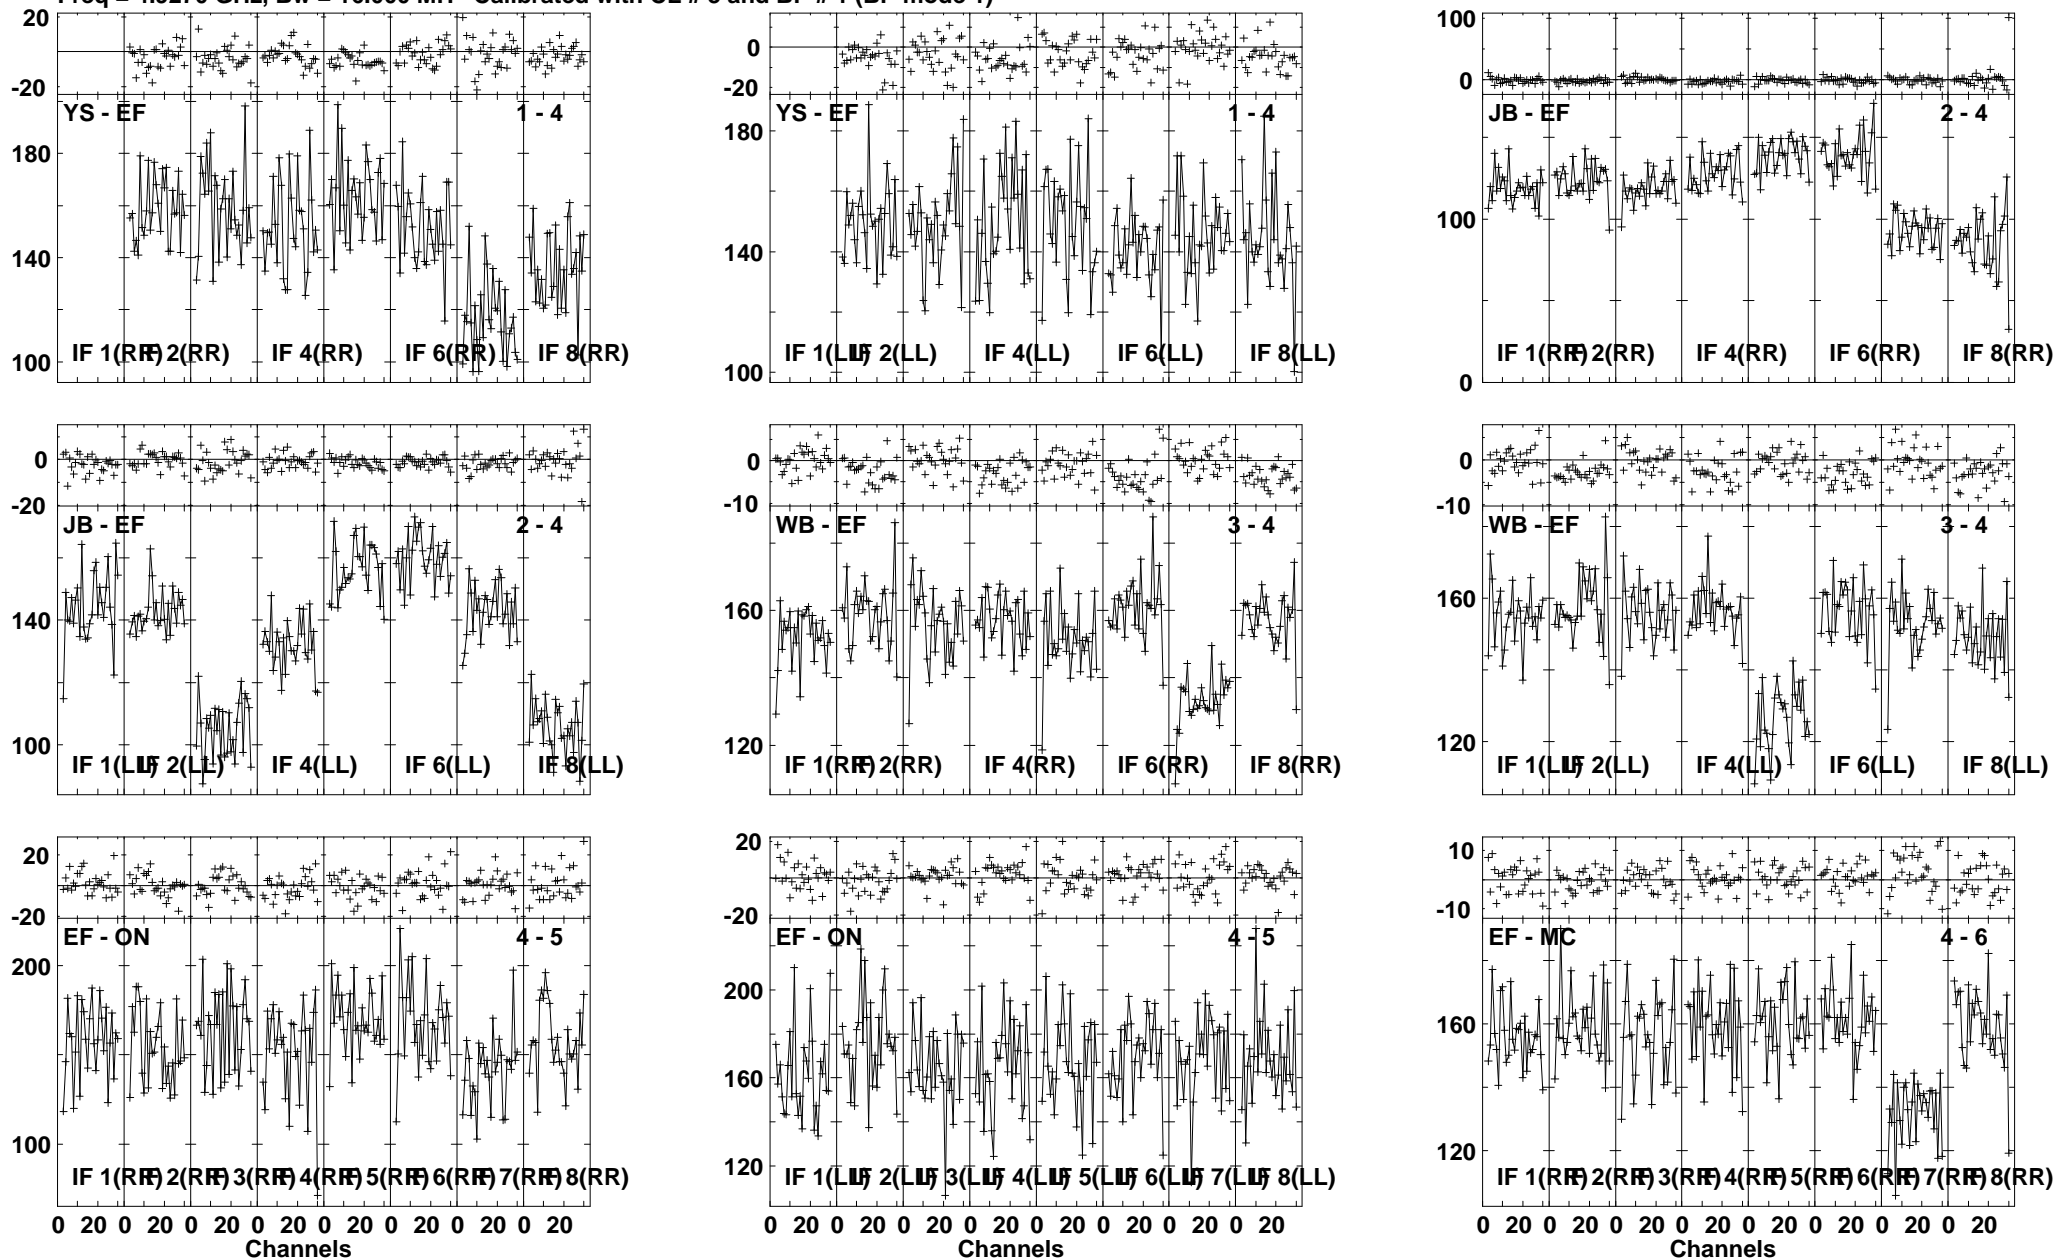 20
0
-20
YS - EF 1 - 4
180
140
100
IF 1(RR) IF 2(RR) IF 4(RR) IF 6(RR) IF 8(RR)
0
-20
YS - EF 1 - 4
180
140
100
IF 1(LL) IF 2(LL) IF 4(LL) IF 6(LL) IF 8(LL)
100
0
JB - EF 2 - 4
100
0
IF 1(RR) IF 2(RR) IF 4(RR) IF 6(RR) IF 8(RR)
0
-20
JB - EF 2 - 4
140
100
IF 1(LL) IF 2(LL) IF 4(LL) IF 6(LL) IF 8(LL)
0
-10
WB - EF 3 - 4
160
120
IF 1(RR) IF 2(RR) IF 4(RR) IF 6(RR) IF 8(RR)
0
-10
WB - EF 3 - 4
160
120
IF 1(LL) IF 2(LL) IF 4(LL) IF 6(LL) IF 8(LL)
20
0
-20
EF - ON 4 - 5
200
100
IF 1(RR) IF 2(RR) IF 3(RR) IF 4(RR) IF 5(RR) IF 6(RR) IF 7(RR) IF 8(RR)
0 20 0 20 0 20 0 20 0 20 0 20 0 20 0 20
Channels
20
0
-20
EF - ON 4 - 5
200
160
120
IF 1(LL) IF 2(LL) IF 3(LL) IF 4(LL) IF 5(LL) IF 6(LL) IF 7(LL) IF 8(LL)
0 20 0 20 0 20 0 20 0 20 0 20 0 20 0 20
Channels
10
-10
EF - MC 4 - 6
160
120
IF 1(RR) IF 2(RR) IF 3(RR) IF 4(RR) IF 5(RR) IF 6(RR) IF 7(RR) IF 8(RR)
0 20 0 20 0 20 0 20 0 20 0 20 0 20 0 20
Channels